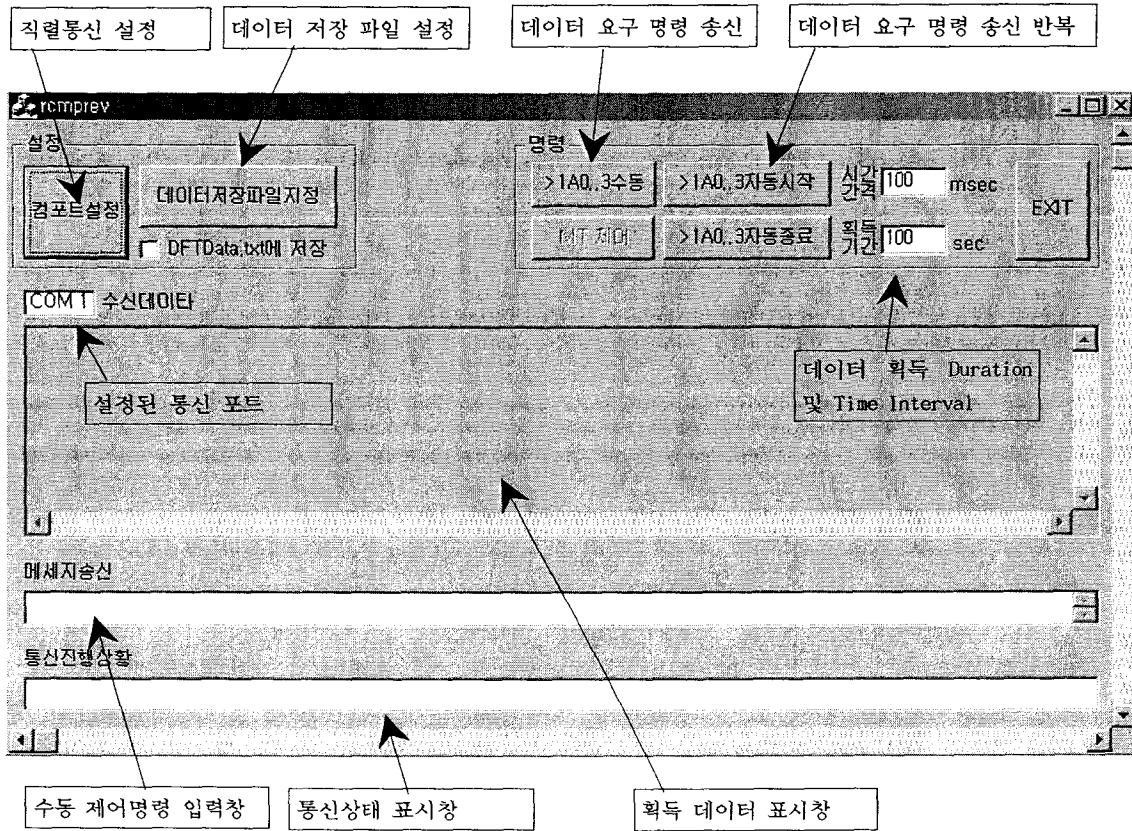 직렬통신 설정
데이터 저장 파일 설정
데이터 요구 명령 송신
데이터 요구 명령 송신 반복
rcmprev
설정
컴포트설정
데이터저장파일지정
DFTData.txt에 저장
명령
>1A0,.3수동
>1A0,.3자동시작
시간
간격
100
msec
EXIT
제어
>1A0,.3자동종료
획득
기간
100
sec
COM 1 수신데이타
설정된 통신 포트
데이터 획득 Duration
및 Time Interval
메세지송신
통신진행상황
수동 제어명령 입력창
통신상태 표시창
획득 데이터 표시창